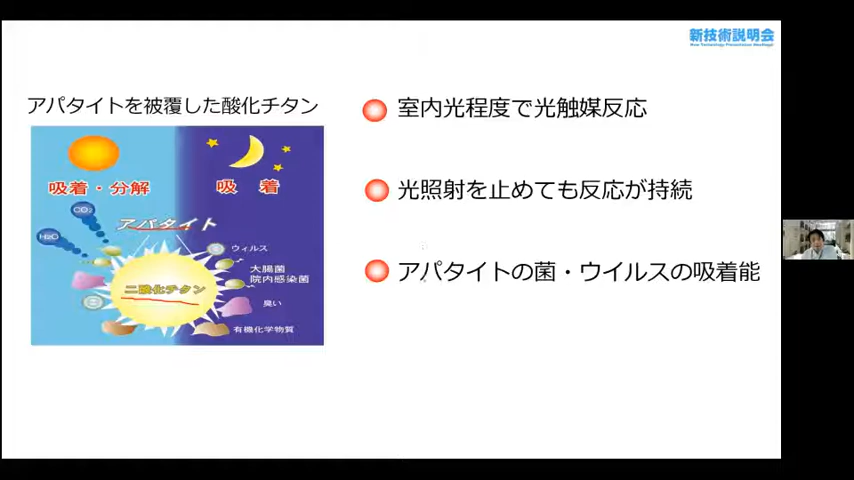 新技術説明会
New Technology Presentation Meetings!
アパタイトを被覆した酸化チタン
吸着・分解
吸 着
CO₂
H₂O
アパタイト
二酸化チタン
ウィルス
大腸菌
院内感染菌
臭い
有機化学物質
室内光程度で光触媒反応
光照射を止めても反応が持続
アパタイトの菌・ウイルスの吸着能